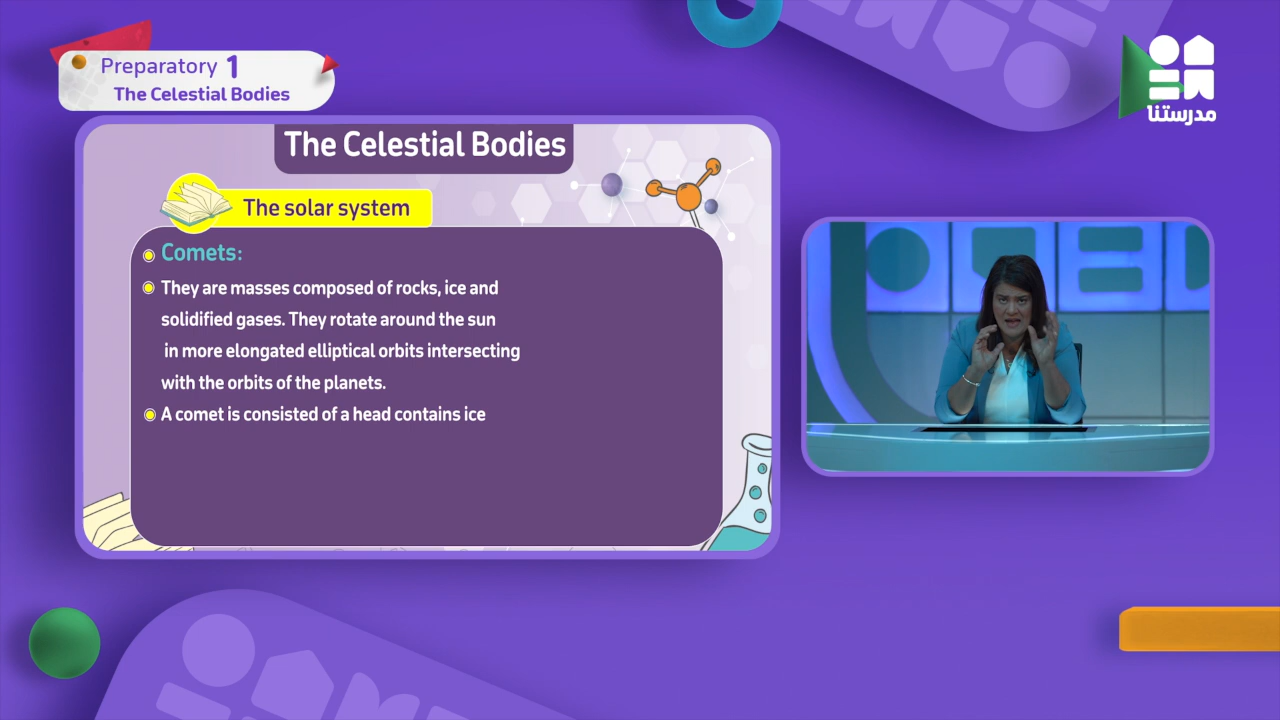 Preparatory 1
The Celestial Bodies
مدرستنا
The Celestial Bodies
The solar system
Comets:
They are masses composed of rocks, ice and
solidified gases. They rotate around the sun
in more elongated elliptical orbits intersecting
with the orbits of the planets.
A comet is consisted of a head contains ice